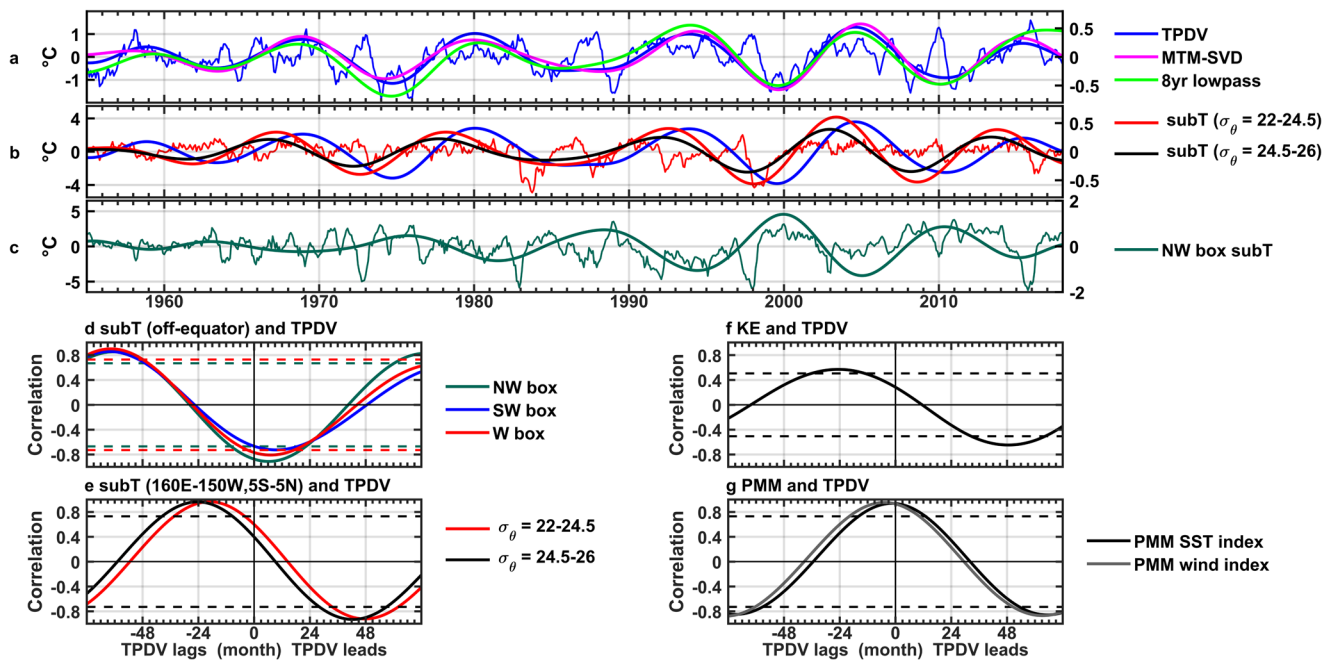 a
°C
1
0
-1
0.5
0
-0.5
TPDV
MTM-SVD
8yr lowpass
b
°C
4
0
-4
0.5
0
-0.5
subT (σθ = 22-24.5)
subT (σθ = 24.5-26)
c
°C
5
0
-5
2
0
-2
NW box subT
1960 1970 1980 1990 2000 2010
d subT (off-equator) and TPDV
Correlation
0.8
0.4
0
-0.4
-0.8
NW box
SW box
W box
f KE and TPDV
Correlation
0.8
0.4
0
-0.4
-0.8
e subT (160E-150W,5S-5N) and TPDV
Correlation
0.8
0.4
0
-0.4
-0.8
σθ = 22-24.5
σθ = 24.5-26
-48 -24 0 24 48
TPDV lags (month) TPDV leads
g PMM and TPDV
Correlation
0.8
0.4
0
-0.4
-0.8
PMM SST index
PMM wind index
-48 -24 0 24 48
TPDV lags (month) TPDV leads